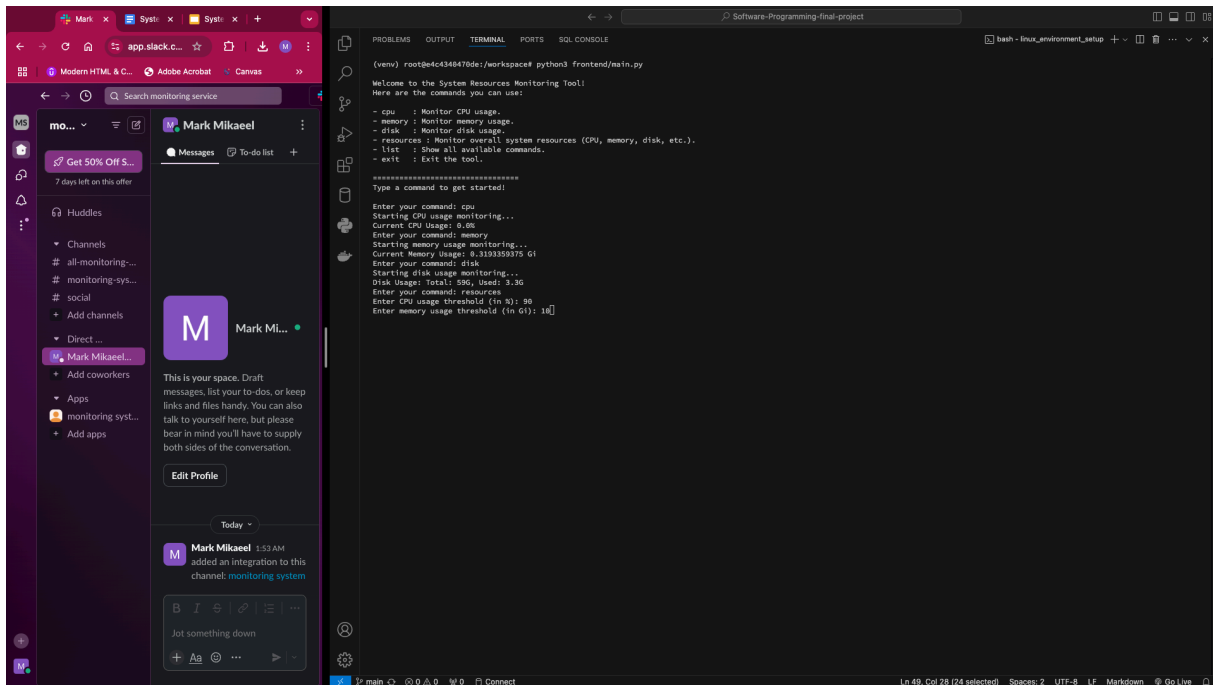 Mark
Syste
Syste
app.slack.c...
M
Modern HTML & C...
Adobe Acrobat
Canvas
»
Search monitoring service
MS
mo...
Get 50% Off S...
7 days left on this offer
Huddles
Channels
# all-monitoring-...
# monitoring-sys...
# social
+ Add channels
Direct ...
Mark Mikaeel...
+ Add coworkers
Apps
monitoring syst...
+ Add apps
M
Mark Mikaeel
Messages
To-do list
+
M
Mark Mi...
This is your space. Draft
messages, list your to-dos, or keep
links and files handy. You can also
talk to yourself here, but please
bear in mind you'll have to supply
both sides of the conversation.
Edit Profile
Today
M
Mark Mikaeel 1:53 AM
added an integration to this
channel: monitoring system
B I S
Jot something down
+ Aa
M
Software-Programming-final-project
PROBLEMS OUTPUT TERMINAL PORTS SQL CONSOLE
bash - linux_environment_setup
(venv) root@e4c4340470de:/workspace# python3 frontend/main.py
Welcome to the System Resources Monitoring Tool!
Here are the commands you can use:
- cpu : Monitor CPU usage.
- memory : Monitor memory usage.
- disk : Monitor disk usage.
- resources : Monitor overall system resources (CPU, memory, disk, etc.).
- list : Show all available commands.
- exit : Exit the tool.
=================================
Type a command to get started!
Enter your command: cpu
Starting CPU usage monitoring...
Current CPU Usage: 0.0%
Enter your command: memory
Starting memory usage monitoring...
Current Memory Usage: 0.3193359375 Gi
Enter your command: disk
Starting disk usage monitoring...
Disk Usage: Total: 59G, Used: 3.3G
Enter your command: resources
Enter CPU usage threshold (in %): 90
Enter memory usage threshold (in Gi): 10
main
0 0
0
Connect
Ln 49, Col 28 (24 selected) Spaces: 2 UTF-8 LF Markdown Go Live